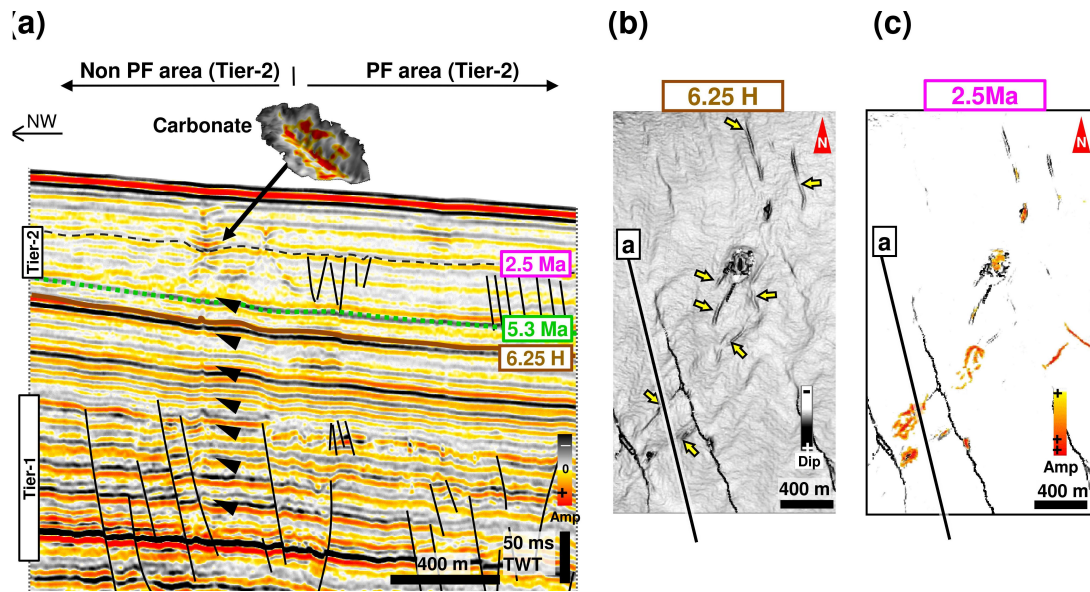 (a)
Non PF area (Tier-2)
PF area (Tier-2)
NW
Carbonate
Tier-2
2.5 Ma
5.3 Ma
6.25 H
Tier-1
–
0
+
Amp
50 ms
TWT
400 m
(b)
6.25 H
N
a
-
+
Dip
400 m
(c)
2.5Ma
N
a
+
+
+
Amp
400 m